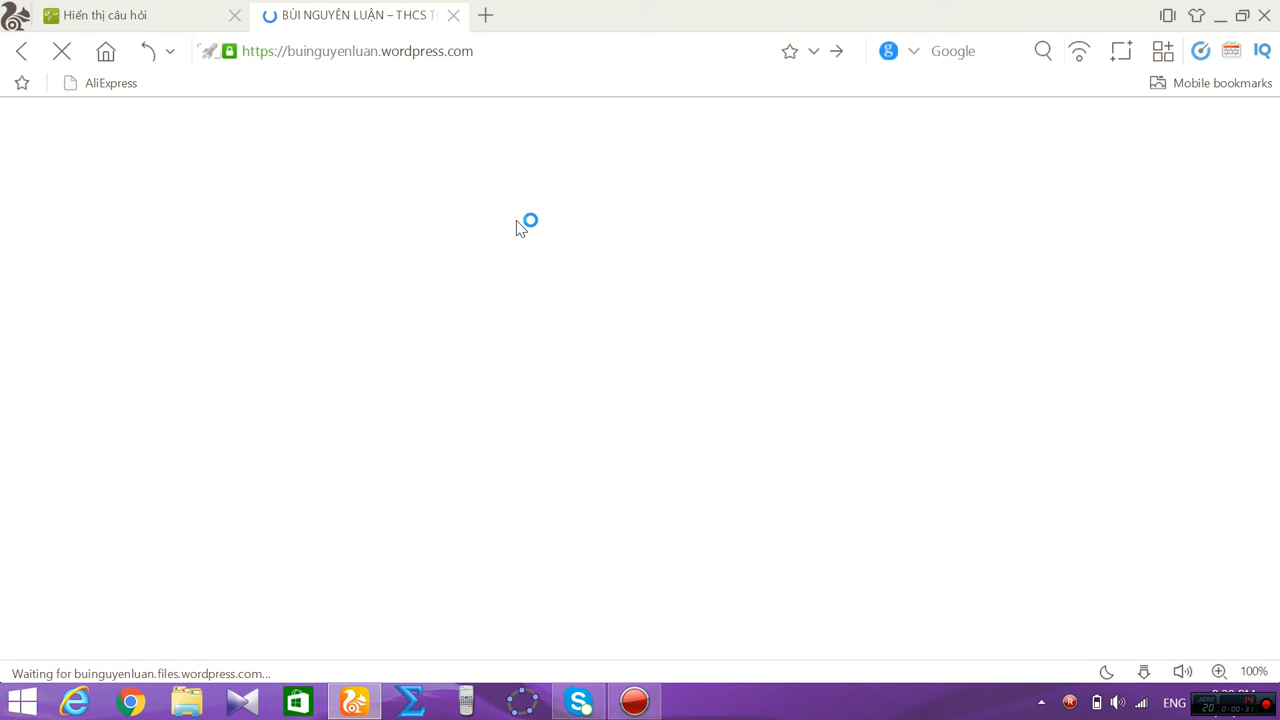 Hiển thị câu hỏi
BÙI NGUYÊN LUẬN – THCS T
https://buinguyenluan.wordpress.com
Google
IQ
AliExpress
Mobile bookmarks
Waiting for buinguyenluan.files.wordpress.com...
100%
ENG